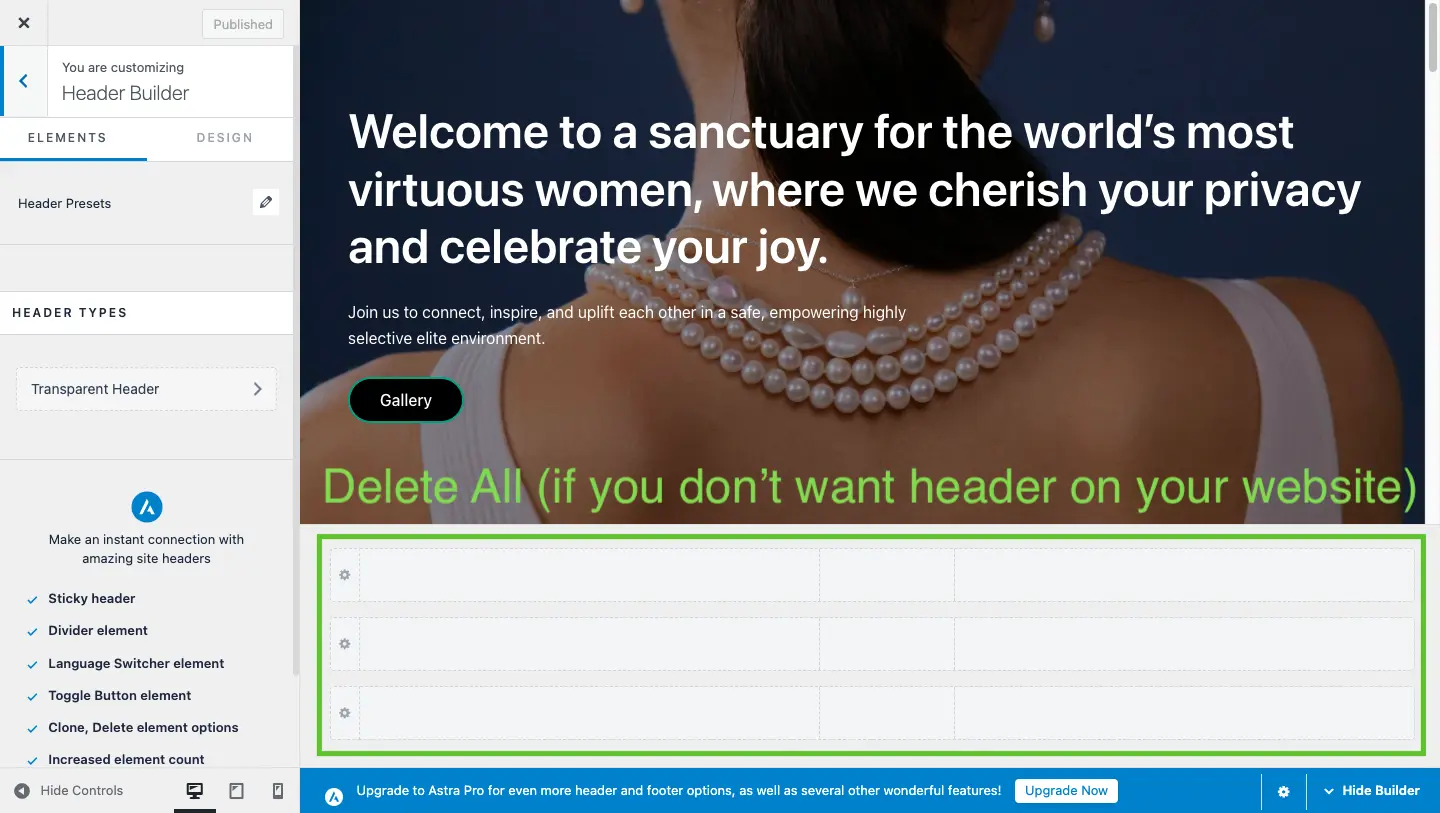 Published
You are customizing
Header Builder
ELEMENTS
DESIGN
Header Presets
HEADER TYPES
Transparent Header
Make an instant connection with
amazing site headers
Sticky header
Divider element
Language Switcher element
Toggle Button element
Clone, Delete element options
Increased element count
Hide Controls
Welcome to a sanctuary for the world’s most
virtuous women, where we cherish your privacy
and celebrate your joy.
Join us to connect, inspire, and uplift each other in a safe, empowering highly
selective elite environment.
Gallery
Delete All (if you don’t want header on your website)
Upgrade to Astra Pro for even more header and footer options, as well as several other wonderful features!
Upgrade Now
Hide Builder